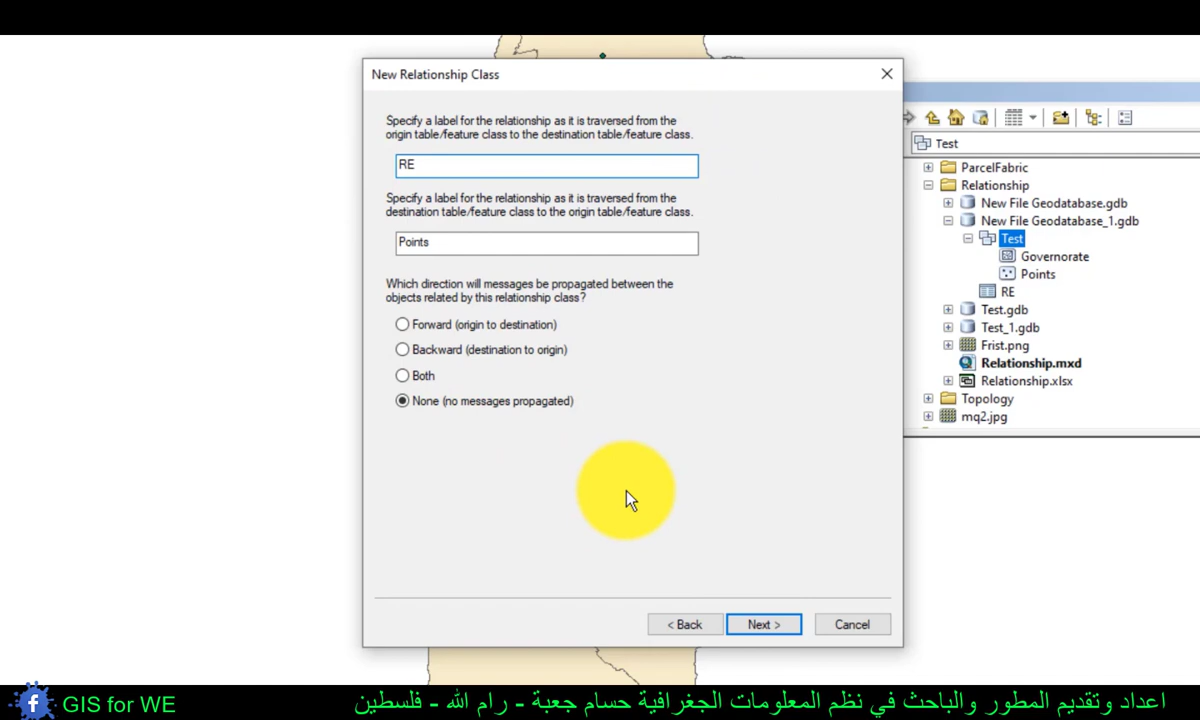 New Relationship Class
Specify a label for the relationship as it is traversed from the
origin table/feature class to the destination table/feature class.
RE
Specify a label for the relationship as it is traversed from the
destination table/feature class to the origin table/feature class.
Points
Which direction will messages be propagated between the
objects related by this relationship class?
Forward (origin to destination)
Backward (destination to origin)
Both
None (no messages propagated)
< Back
Next >
Cancel
Test
ParcelFabric
Relationship
New File Geodatabase.gdb
New File Geodatabase_1.gdb
Test
Governorate
Points
RE
Test.gdb
Test_1.gdb
Frist.png
Relationship.mxd
Relationship.xlsx
Topology
mq2.jpg
f GIS for WE
اعداد وتقديم المطور والباحث في نظم المعلومات الجغرافية حسام جعبة - رام الله - فلسطين